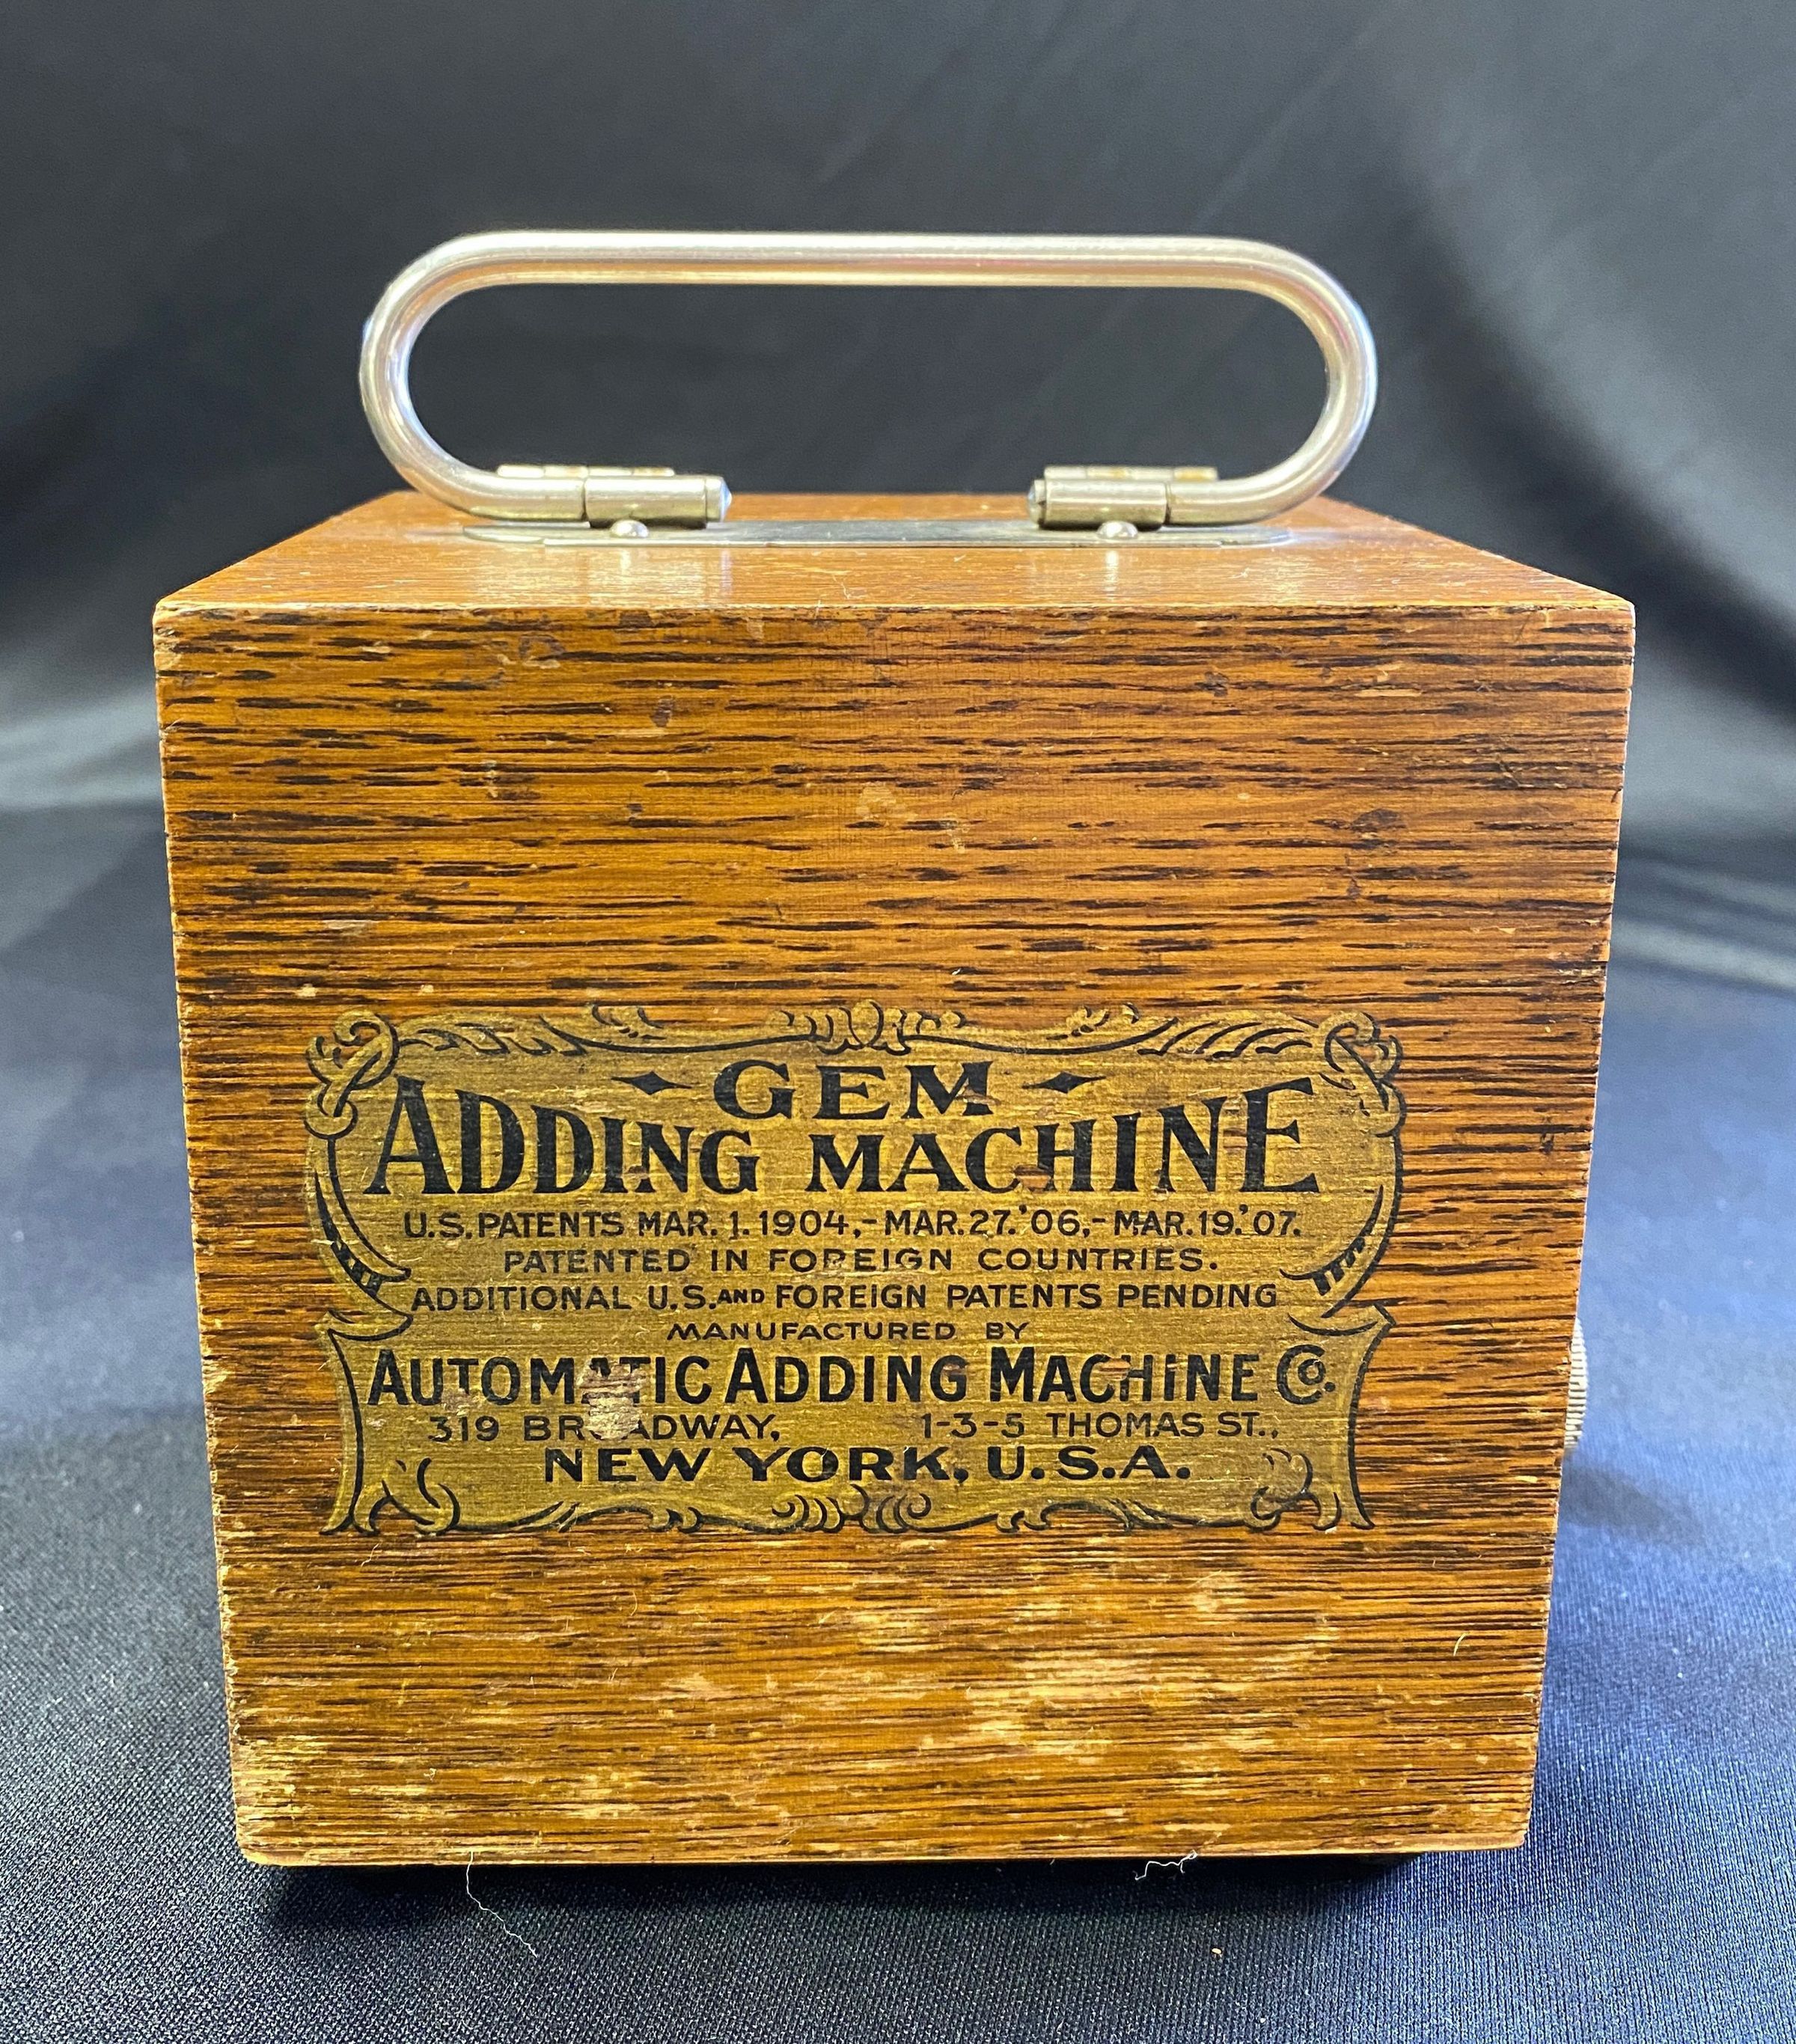 GEM
ADDING MACHINE
U.S. PATENTS MAR. 1. 1904,- MAR. 27. '06,- MAR. 19. '07.
PATENTED IN FOREIGN COUNTRIES.
ADDITIONAL U.S. AND FOREIGN PATENTS PENDING
MANUFACTURED BY
AUTOMATIC ADDING MACHINE CO.
319 BROADWAY, 1-3-5 THOMAS ST.,
NEW YORK, U.S.A.